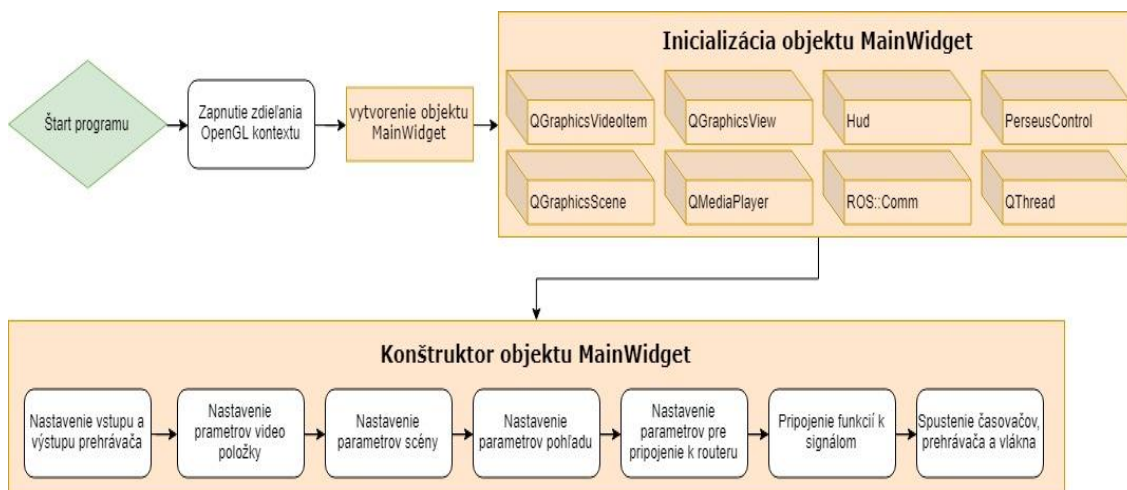 Štart programu
Zapnutie zdieľania
OpenGL kontextu
vytvorenie objektu
MainWidget
Inicializácia objektu MainWidget
QGraphicsVideoItem
QGraphicsView
Hud
PerseusControl
QGraphicsScene
QMediaPlayer
ROS::Comm
QThread
Konštruktor objektu MainWidget
Nastavenie vstupu a
výstupu prehrávača
Nastavenie
prametrov video
položky
Nastavenie
parametrov scény
Nastavenie
parametrov pohľadu
Nastavenie
parametrov pre
pripojenie k routeru
Pripojenie funkcií k
signálom
Spustenie časovačov,
prehrávača a vlákna